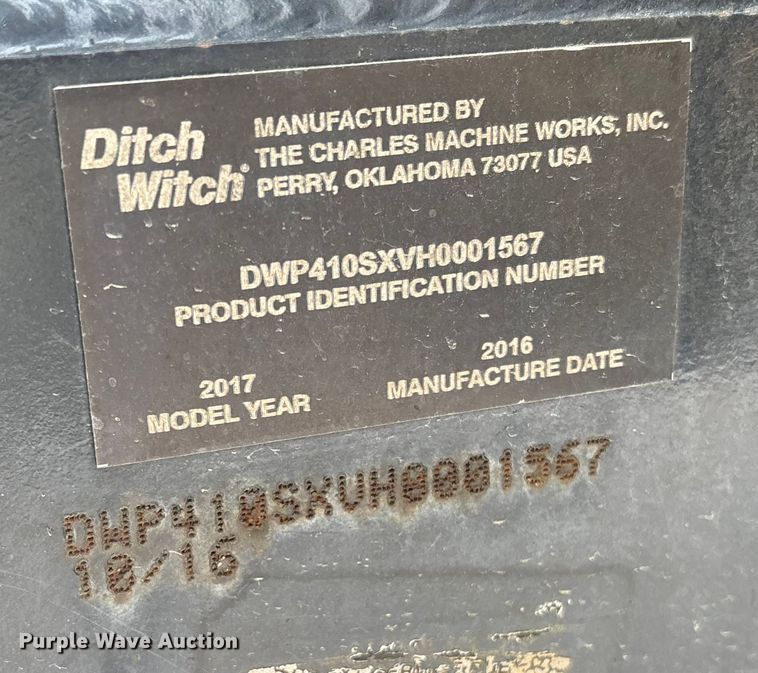 Ditch Witch®
MANUFACTURED BY
THE CHARLES MACHINE WORKS, INC.
PERRY, OKLAHOMA 73077 USA
DWP410SXVH0001567
PRODUCT IDENTIFICATION NUMBER
2017
MODEL YEAR
2016
MANUFACTURE DATE
DWP410SXVH0001567
10/16
Purple Wave Auction